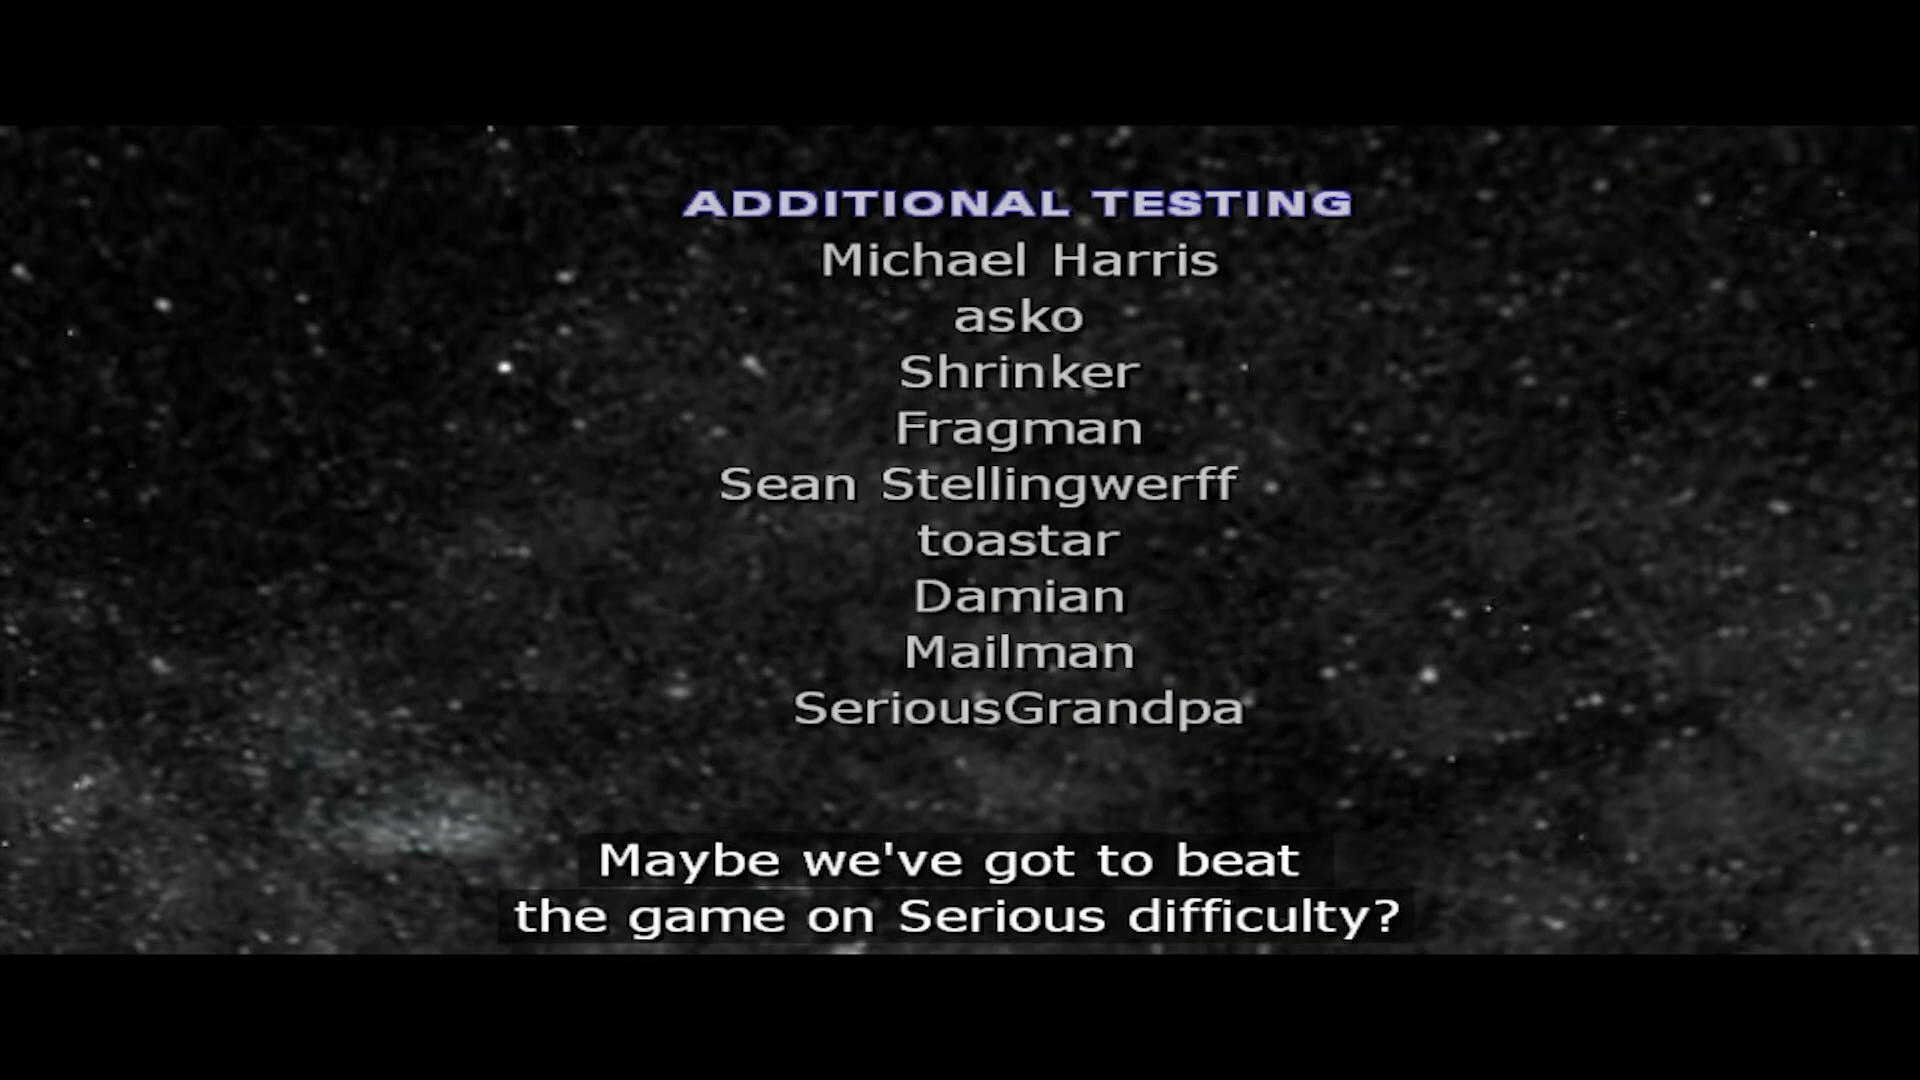 ADDITIONAL TESTING
Michael Harris
asko
Shrinker
Fragman
Sean Stellingwerff
toastar
Damian
Mailman
SeriousGrandpa
Maybe we've got to beat
the game on Serious difficulty?